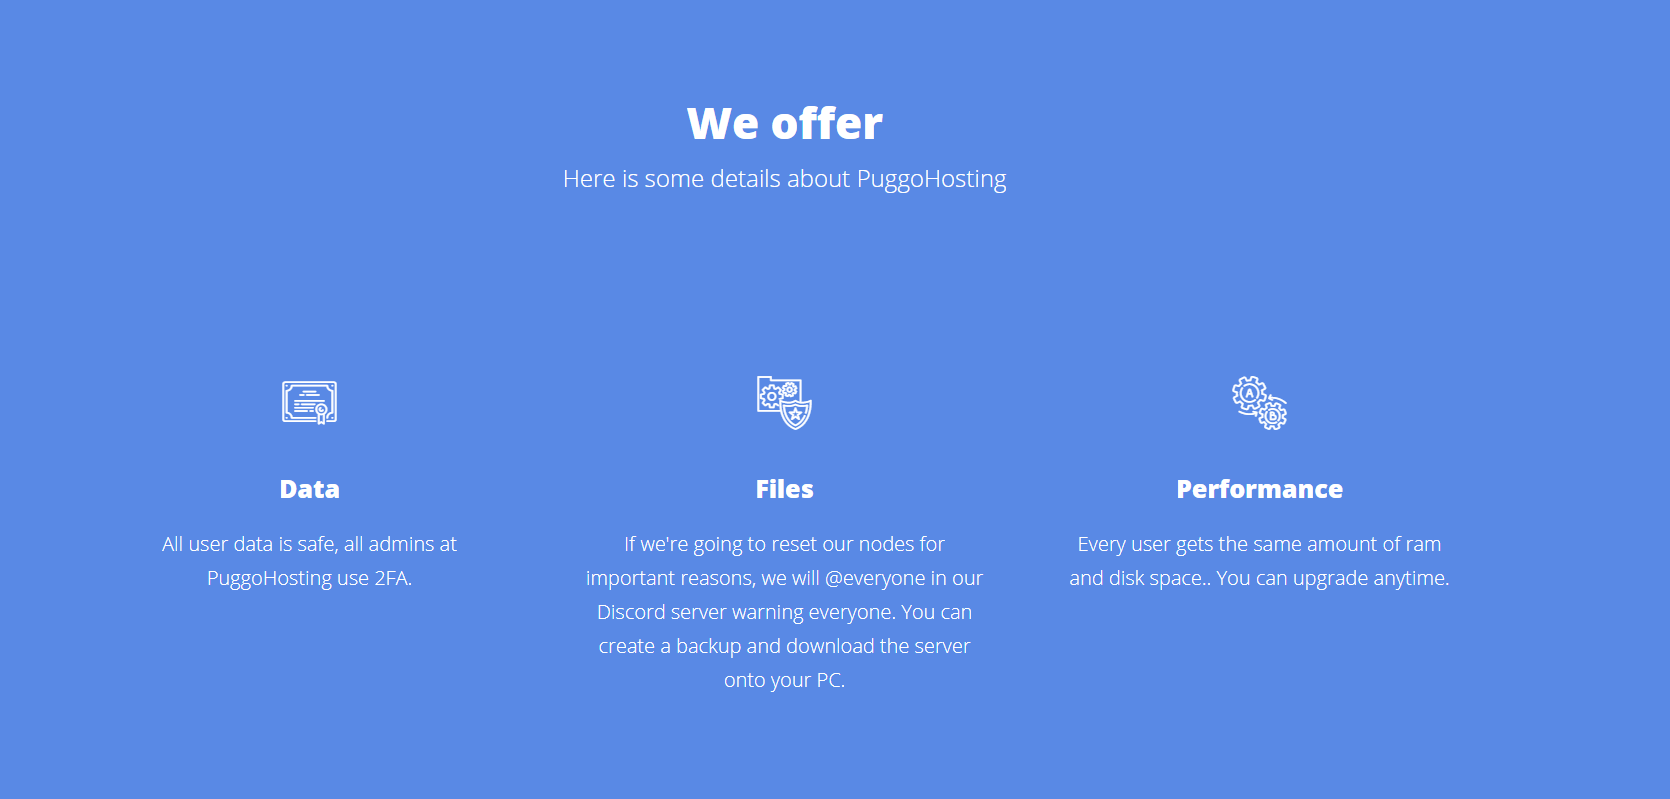 We offer
Here is some details about PuggoHosting
Data
All user data is safe, all admins at
PuggoHosting use 2FA.
Files
If we're going to reset our nodes for
important reasons, we will @everyone in our
Discord server warning everyone. You can
create a backup and download the server
onto your PC.
Performance
Every user gets the same amount of ram
and disk space.. You can upgrade anytime.
A
B